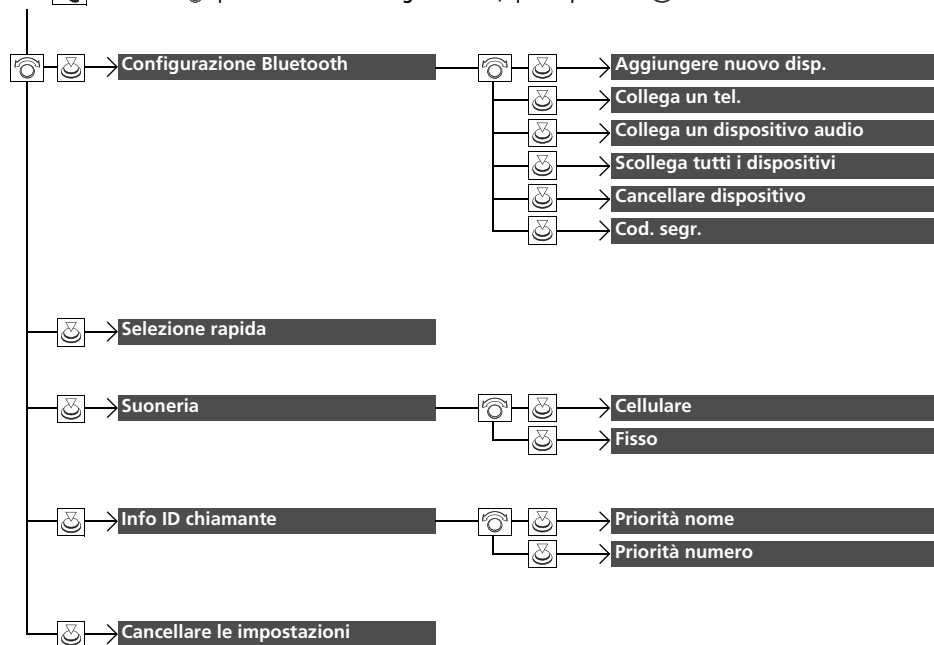 Configurazione Bluetooth
Aggiungere nuovo disp.
Collega un tel.
Collega un dispositivo audio
Scollega tutti i dispositivi
Cancellare dispositivo
Cod. segr.
Selezione rapida
Suoneria
Cellulare
Fisso
Info ID chiamante
Priorità nome
Priorità numero
Cancellare le impostazioni